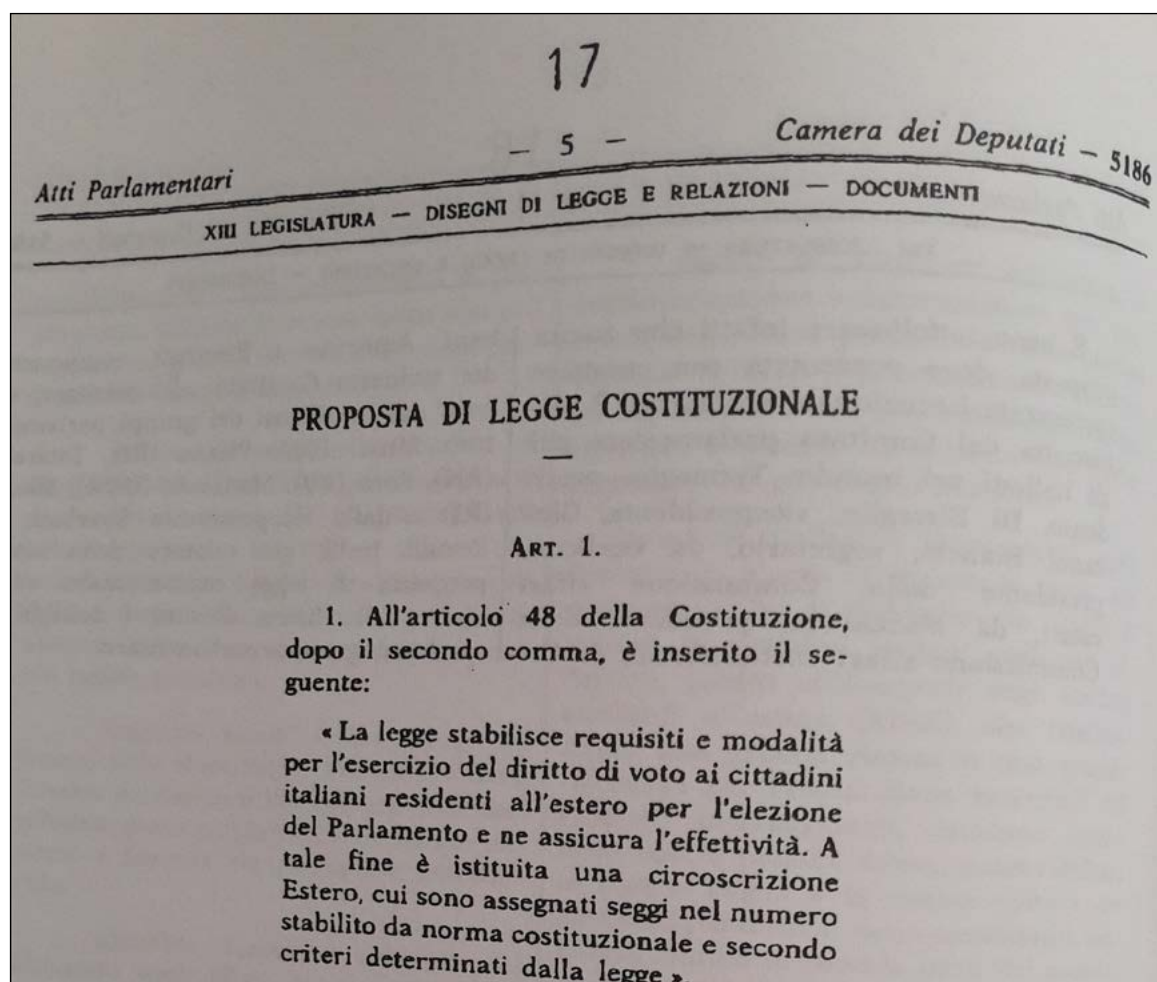 17
Atti Parlamentari — 5 — Camera dei Deputati — 5186
XIII LEGISLATURA — DISEGNI DI LEGGE E RELAZIONI — DOCUMENTI
PROPOSTA DI LEGGE COSTITUZIONALE
ART. 1.
1. All'articolo 48 della Costituzione,
dopo il secondo comma, è inserito il se-
guente:
« La legge stabilisce requisiti e modalità
per l'esercizio del diritto di voto ai cittadini
italiani residenti all'estero per l'elezione
del Parlamento e ne assicura l'effettività. A
tale fine è istituita una circoscrizione
Estero, cui sono assegnati seggi nel numero
stabilito da norma costituzionale e secondo
criteri determinati dalla legge ».